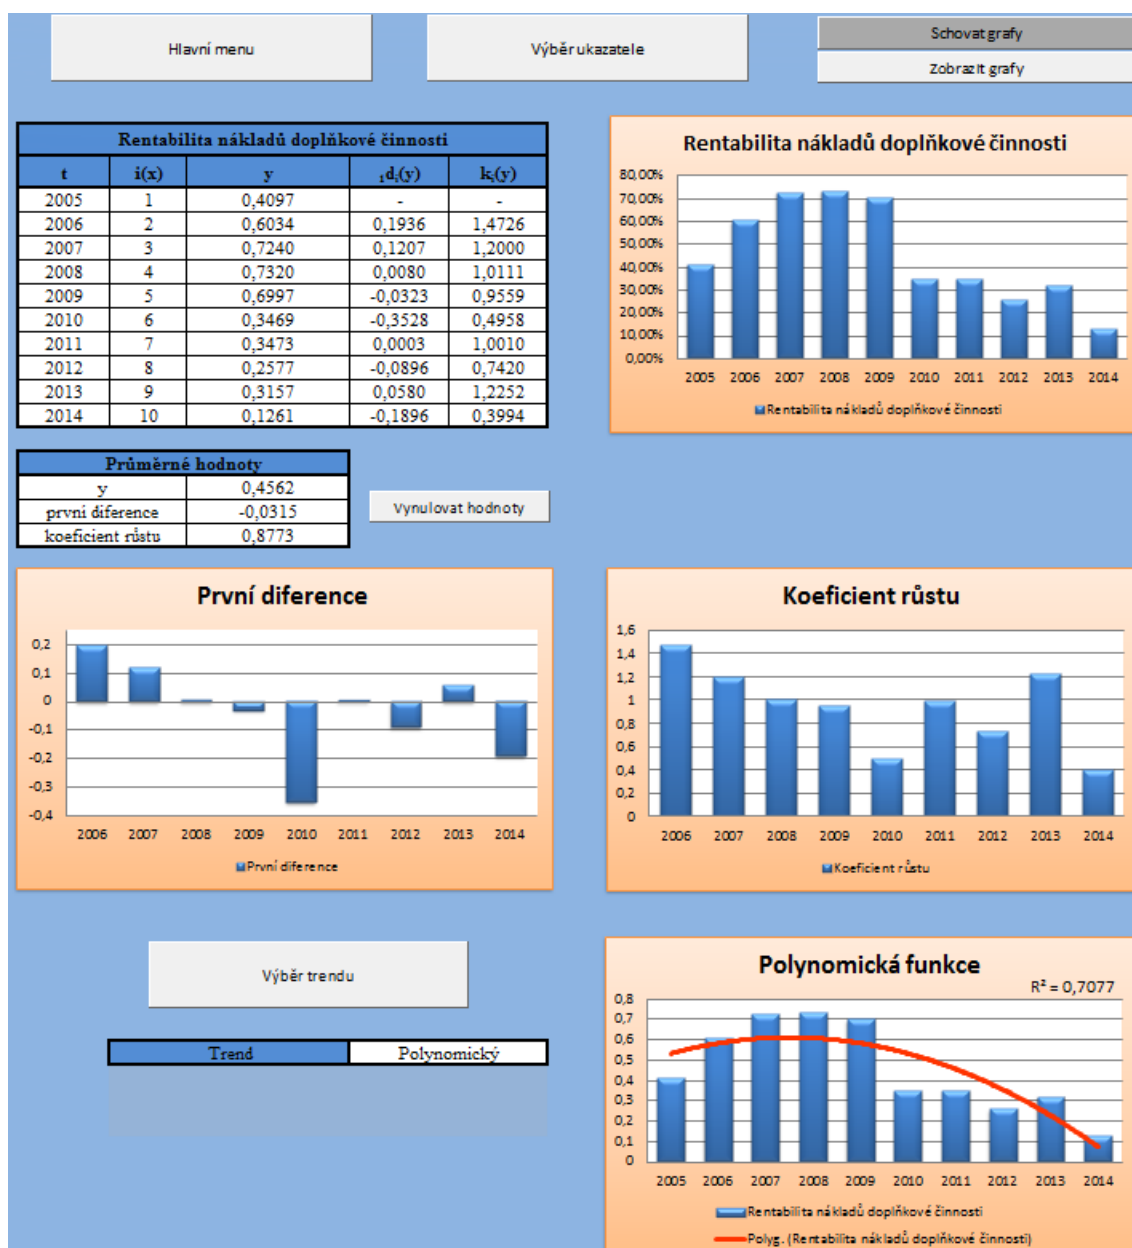 Hlavní menu
Výběr ukazatele
Schovat grafy
Zobrazit grafy
Rentabilita nákladů doplňkové činnosti
t i(x) y ₁dᵢ(y) kᵢ(y)
2005 1 0,4097 - -
2006 2 0,6034 0,1936 1,4726
2007 3 0,7240 0,1207 1,2000
2008 4 0,7320 0,0080 1,0111
2009 5 0,6997 -0,0323 0,9559
2010 6 0,3469 -0,3528 0,4958
2011 7 0,3473 0,0003 1,0010
2012 8 0,2577 -0,0896 0,7420
2013 9 0,3157 0,0580 1,2252
2014 10 0,1261 -0,1896 0,3994
Rentabilita nákladů doplňkové činnosti
80,00%
70,00%
60,00%
50,00%
40,00%
30,00%
20,00%
10,00%
0,00%
2005 2006 2007 2008 2009 2010 2011 2012 2013 2014
Rentabilita nákladů doplňkové činnosti
Průměrné hodnoty
y 0,4562
první diference -0,0315
koeficient růstu 0,8773
Vynulovat hodnoty
První diference
0,2
0,1
0
-0,1
-0,2
-0,3
-0,4
2006 2007 2008 2009 2010 2011 2012 2013 2014
První diference
Koeficient růstu
1,6
1,4
1,2
1
0,8
0,6
0,4
0,2
0
2006 2007 2008 2009 2010 2011 2012 2013 2014
Koeficient růstu
Výběr trendu
Trend Polynomický
Polynomická funkce
R² = 0,7077
0,8
0,7
0,6
0,5
0,4
0,3
0,2
0,1
0
2005 2006 2007 2008 2009 2010 2011 2012 2013 2014
Rentabilita nákladů doplňkové činnosti
Polyg. (Rentabilita nákladů doplňkové činnosti)